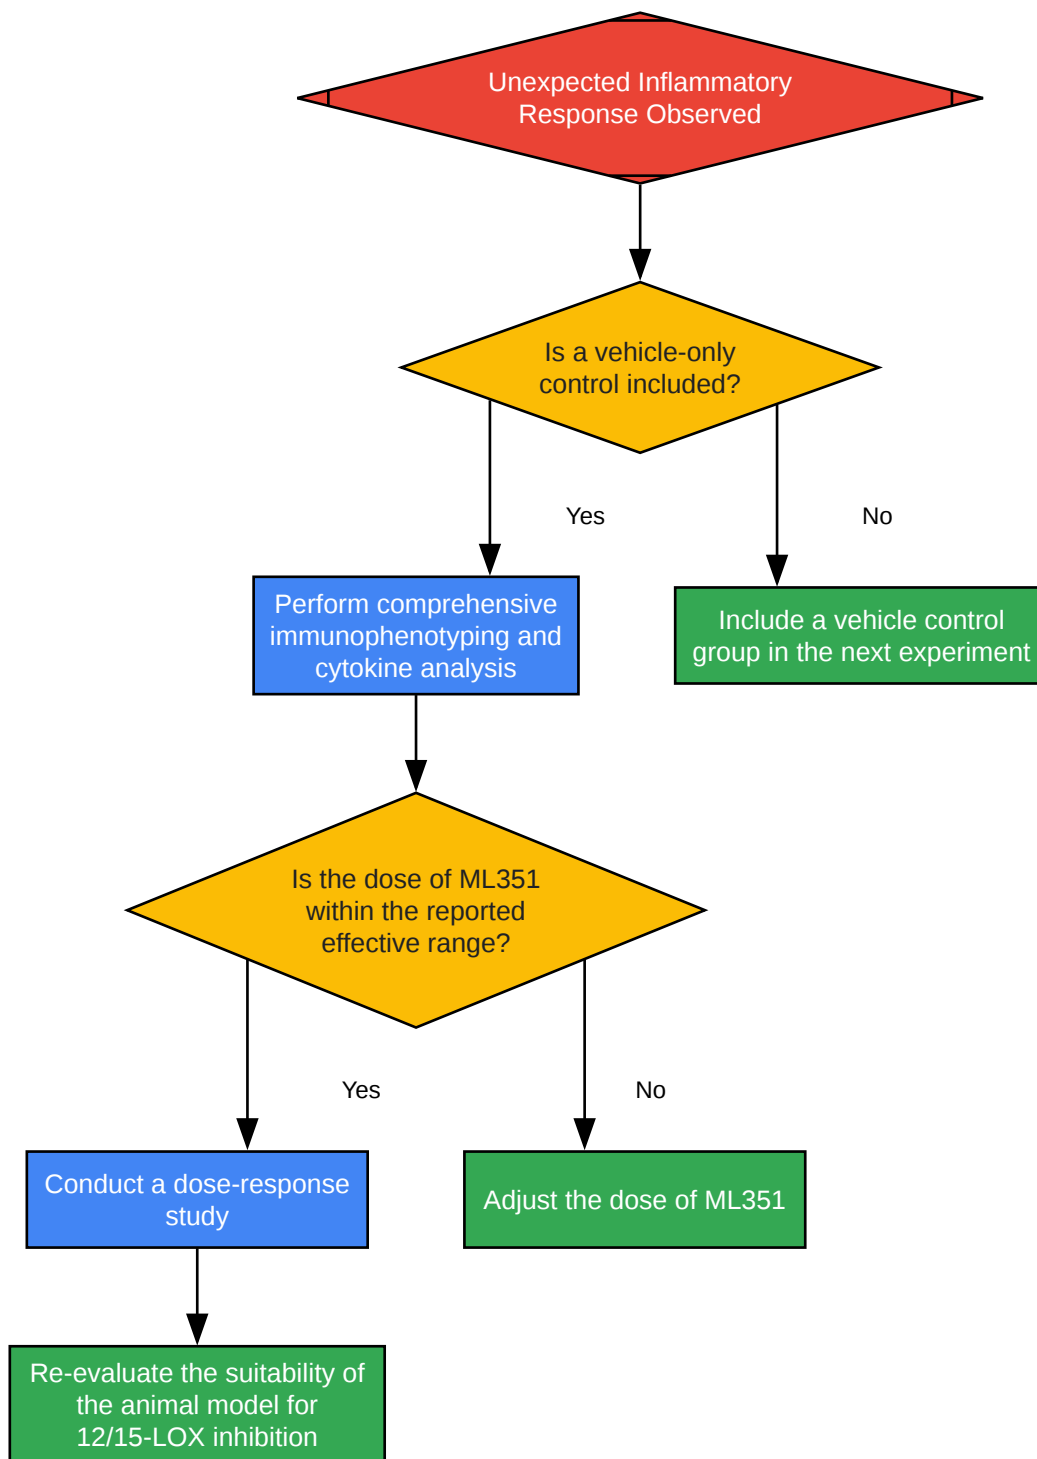 Unexpected Inflammatory
Response Observed
Is a vehicle-only
control included?
Yes
No
Perform comprehensive
immunophenotyping and
cytokine analysis
Include a vehicle control
group in the next experiment
Is the dose of ML351
within the reported
effective range?
Yes
No
Conduct a dose-response
study
Adjust the dose of ML351
Re-evaluate the suitability of
the animal model for
12/15-LOX inhibition